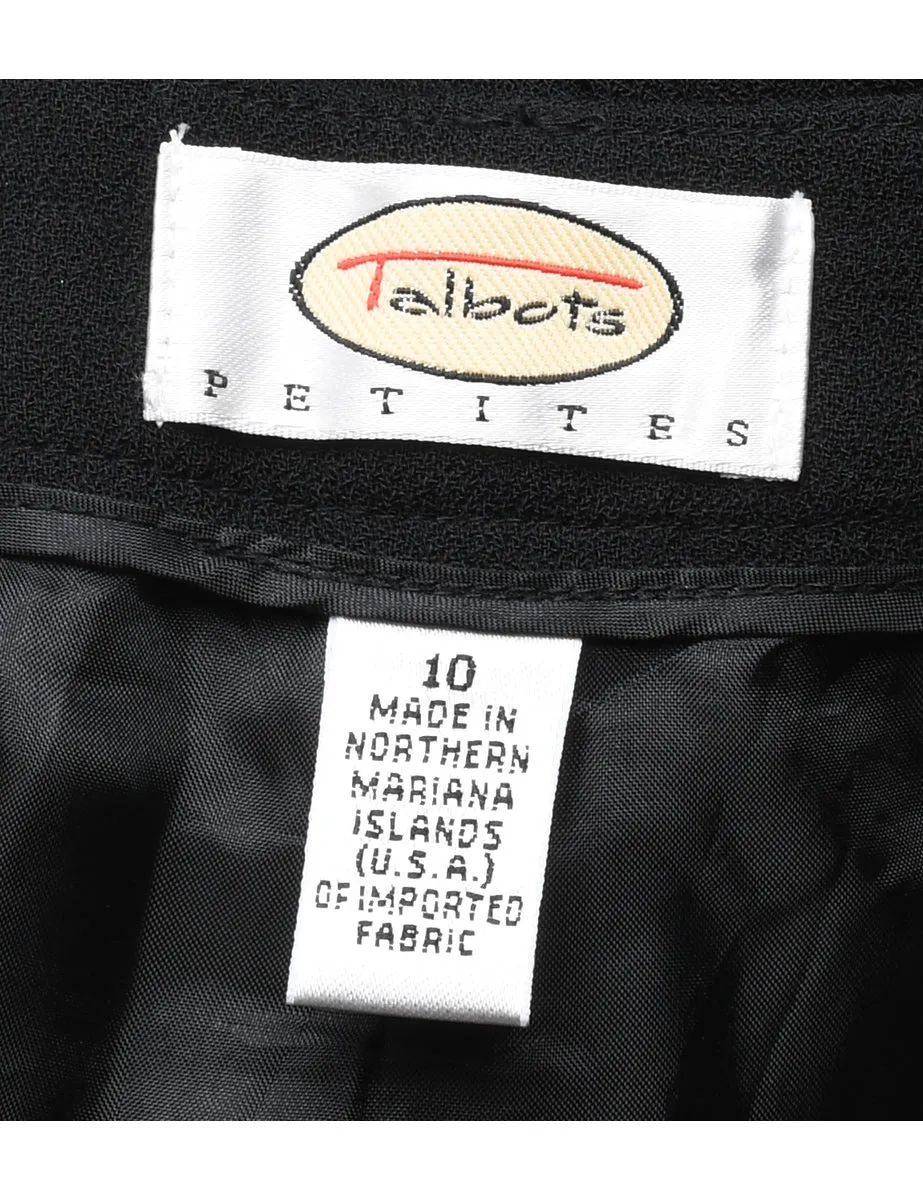 Talbots
PETITES
10
MADE IN
NORTHERN
MARIANA
ISLANDS
(U.S.A.)
OF IMPORTED
FABRIC